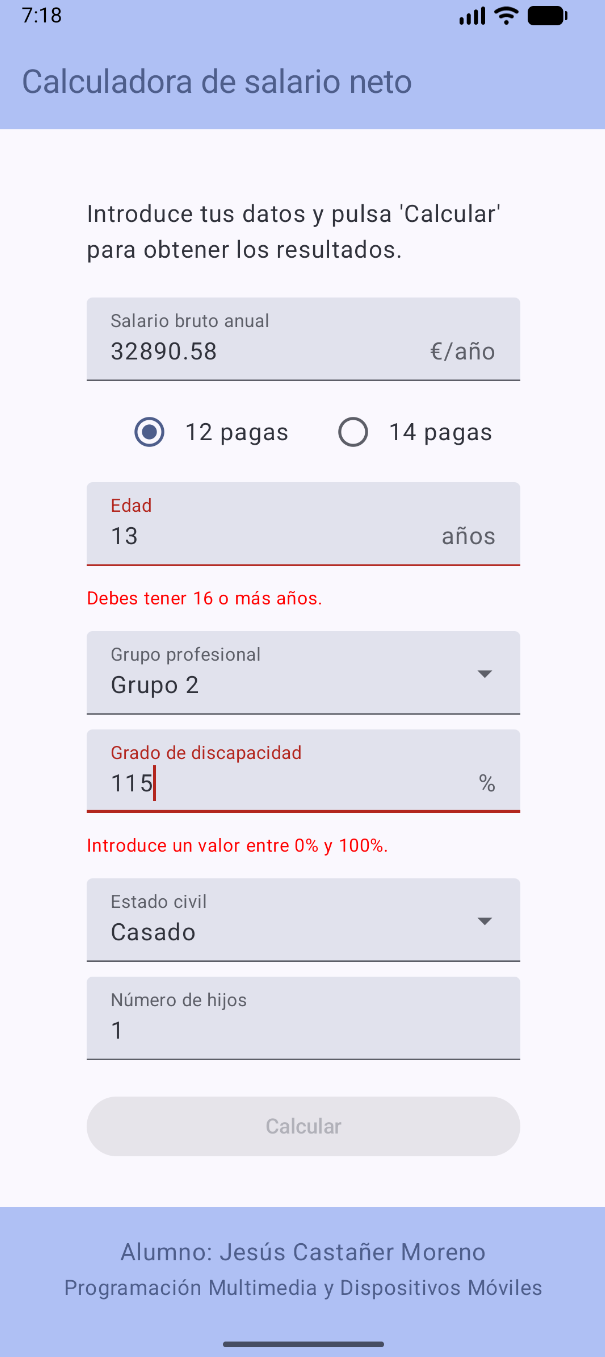 7:18
Calculadora de salario neto
Introduce tus datos y pulsa 'Calcular'
para obtener los resultados.
Salario bruto anual
32890.58 €/año
12 pagas 14 pagas
Edad
13 años
Debes tener 16 o más años.
Grupo profesional
Grupo 2
Grado de discapacidad
115 %
Introduce un valor entre 0% y 100%.
Estado civil
Casado
Número de hijos
1
Calcular
Alumno: Jesús Castañer Moreno
Programación Multimedia y Dispositivos Móviles